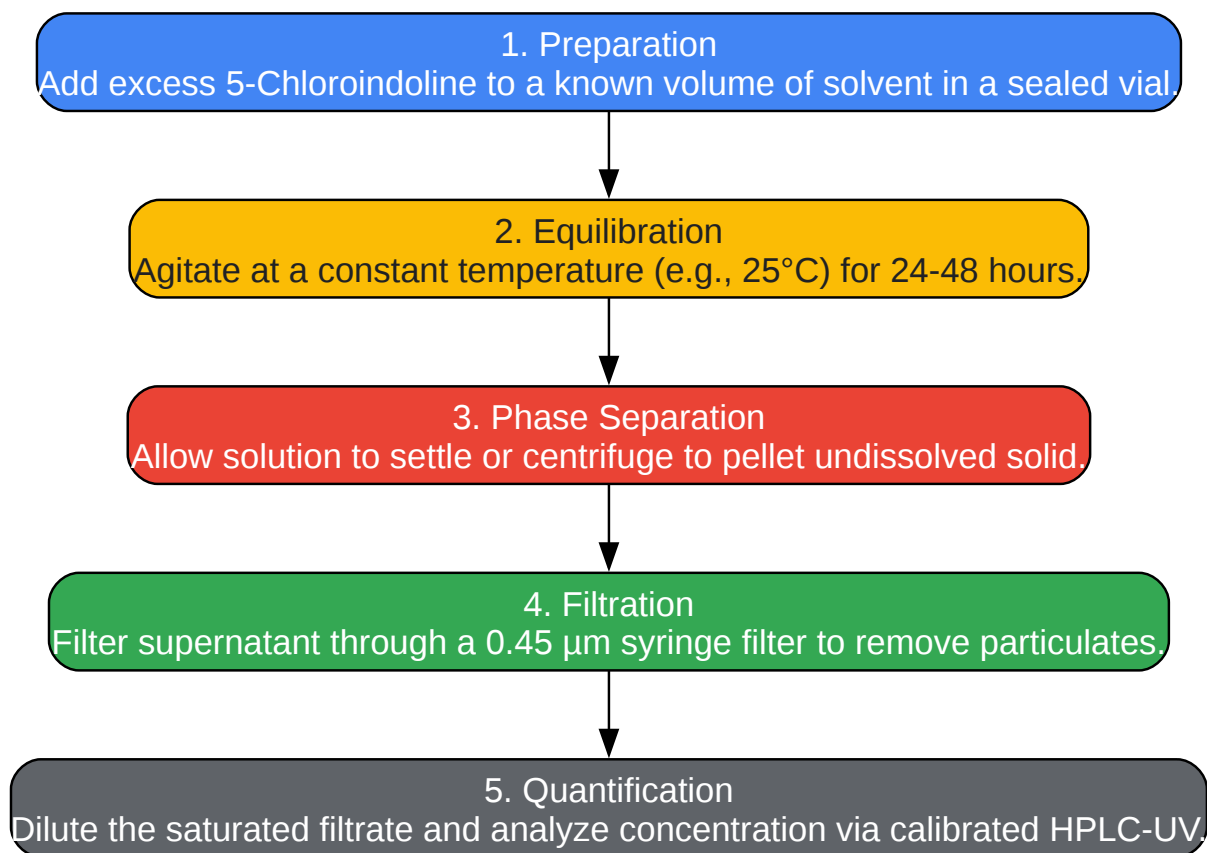 1. Preparation
Add excess 5-Chloroindoline to a known volume of solvent in a sealed vial.
2. Equilibration
Agitate at a constant temperature (e.g., 25°C) for 24-48 hours.
3. Phase Separation
Allow solution to settle or centrifuge to pellet undissolved solid.
4. Filtration
Filter supernatant through a 0.45 µm syringe filter to remove particulates.
5. Quantification
Dilute the saturated filtrate and analyze concentration via calibrated HPLC-UV.